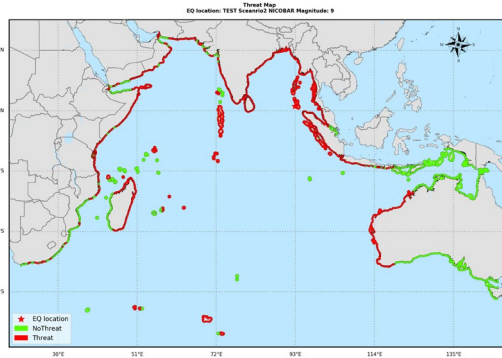 Threat Map
EQ location: TEST Sceanrio2 NICOBAR Magnitude: 9
EQ location
NoThreat
Threat
30°E
51°E
72°E
93°E
114°E
135°E